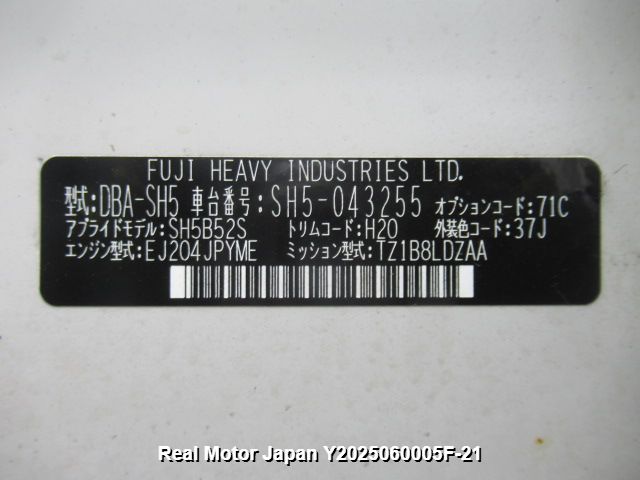 FUJI HEAVY INDUSTRIES LTD.
型式:DBA-SH5 車台番号:SH5-043255 オプションコード:71C
アプライドモデル:SH5B52S トリムコード:H20 外装色コード:37J
エンジン型式:EJ204JPYME ミッション型式:TZ1B8LDZAA
Real Motor Japan Y2025060005F-21